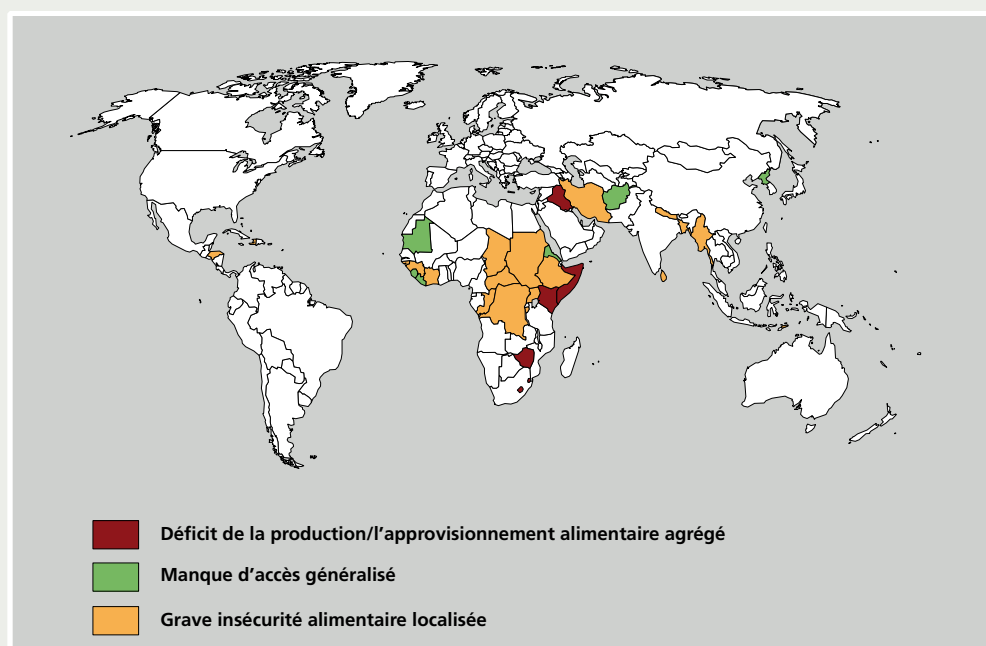 Déficit de la production/l’approvisionnement alimentaire agrégé
Manque d’accès généralisé
Grave insécurité alimentaire localisée